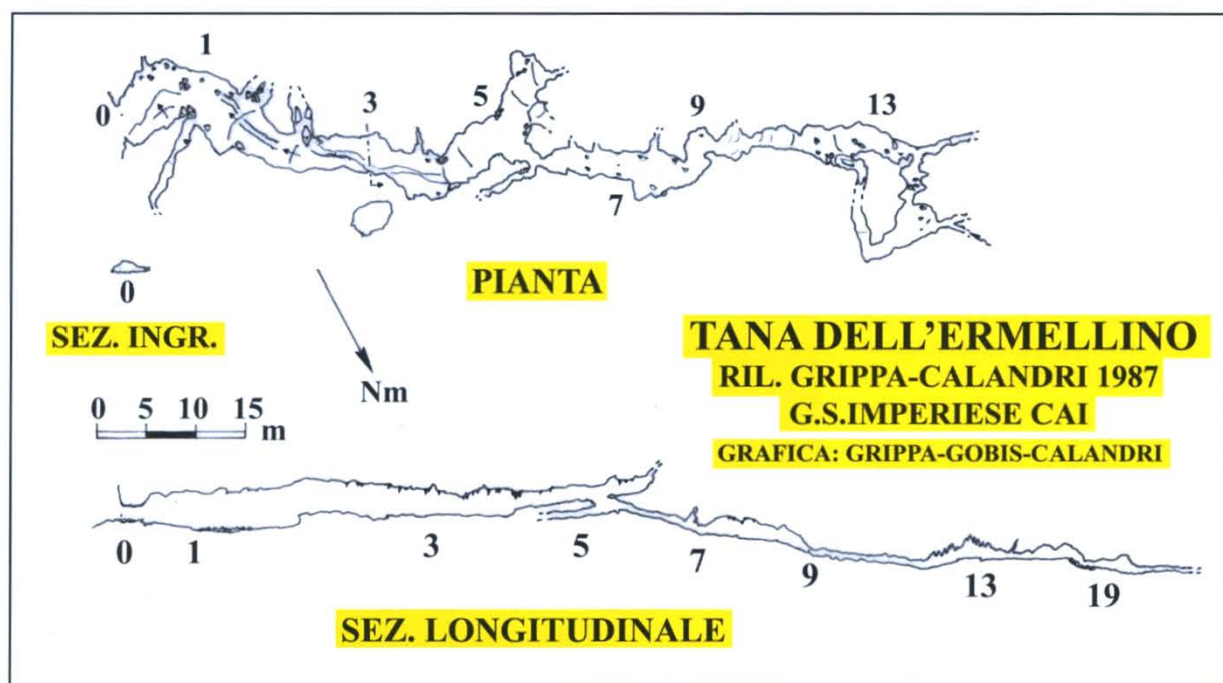 1
0
3
5
9
13
7
0
PIANTA
SEZ. INGR.
Nm
TANA DELL'ERMELLINO
RIL. GRIPPA-CALANDRI 1987
G.S.IMPERIESE CAI
GRAFICA: GRIPPA-GOBIS-CALANDRI
0 5 10 15
m
0 1 3 5 7 9 13 19
SEZ. LONGITUDINALE